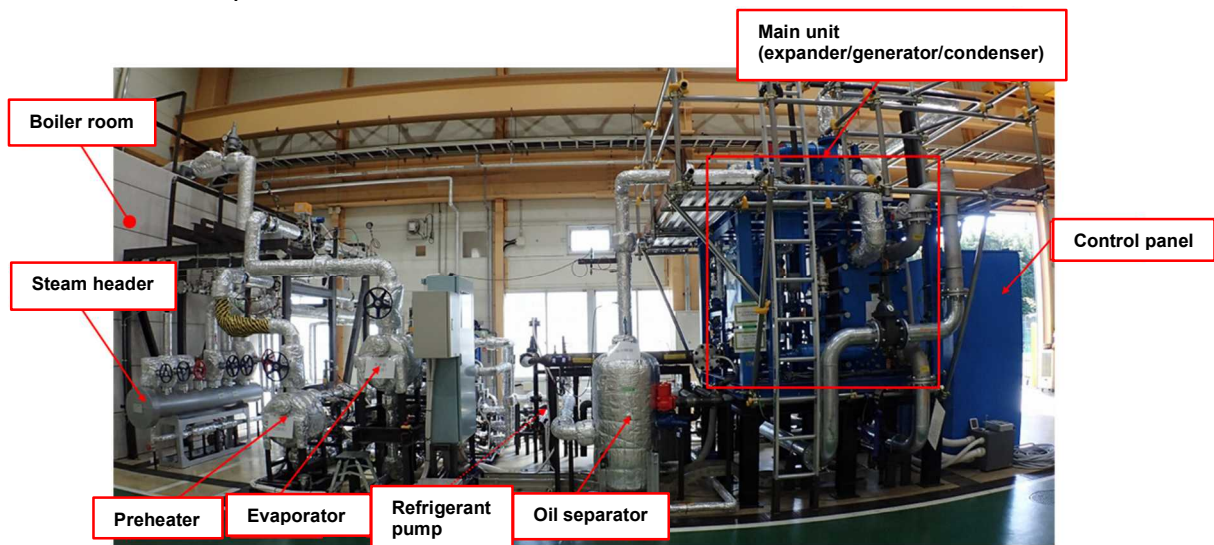 Main unit
(expander/generator/condenser)
Boiler room
Control panel
Steam header
Preheater
Evaporator
Refrigerant
pump
Oil separator